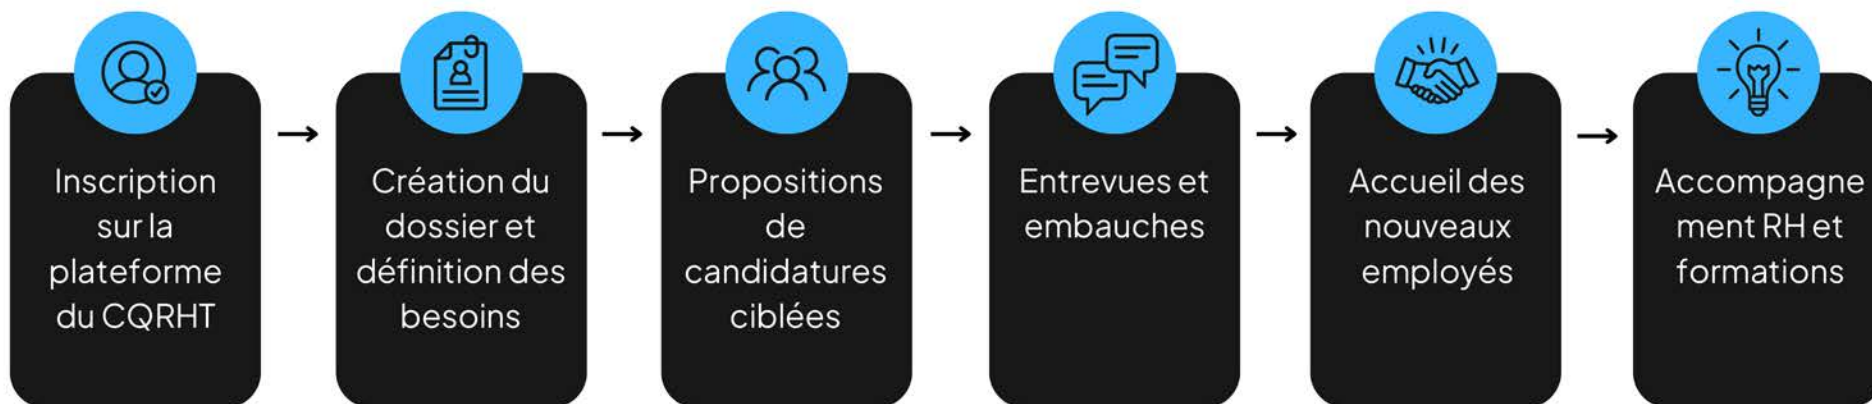 Inscription
sur la
plateforme
du CQRHT
Création du
dossier et
définition des
besoins
Propositions
de
candidatures
ciblées
Entrevues et
embauches
Accueil des
nouveaux
employés
Accompagne
ment RH et
formations